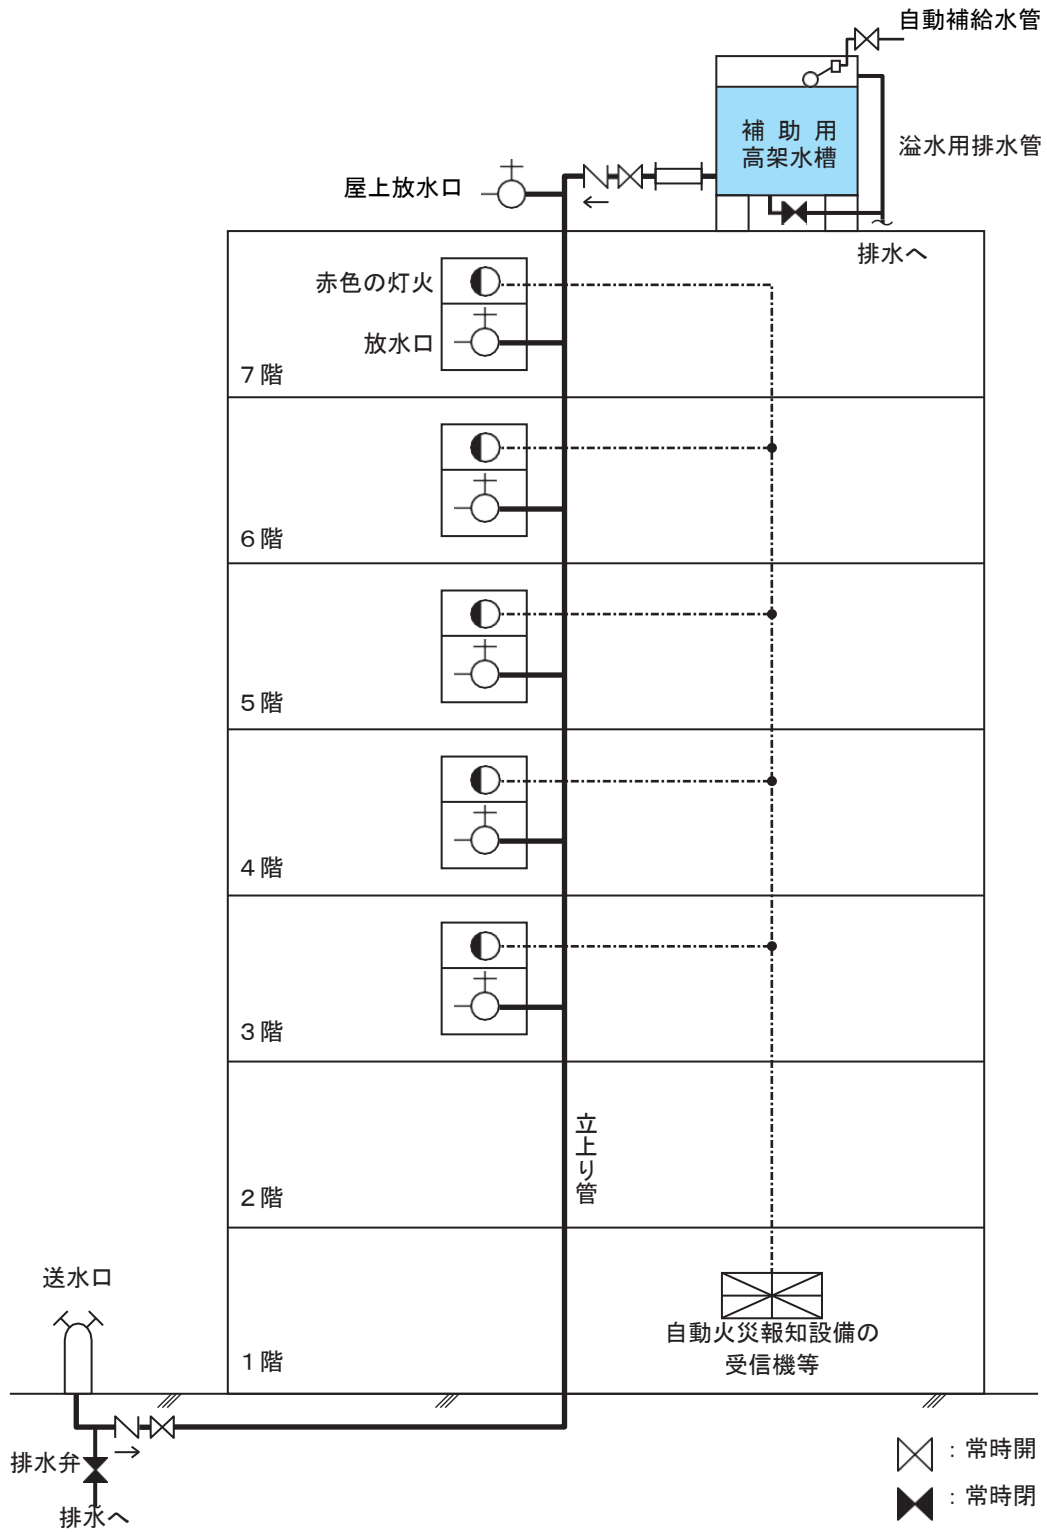 自動補給水管
補助用
高架水槽
溢水用排水管
屋上放水口
排水へ
赤色の灯火
放水口
7階
6階
5階
4階
3階
立上り管
2階
送水口
自動火災報知設備の
受信機等
1階
排水弁
排水へ
：常時開
：常時閉